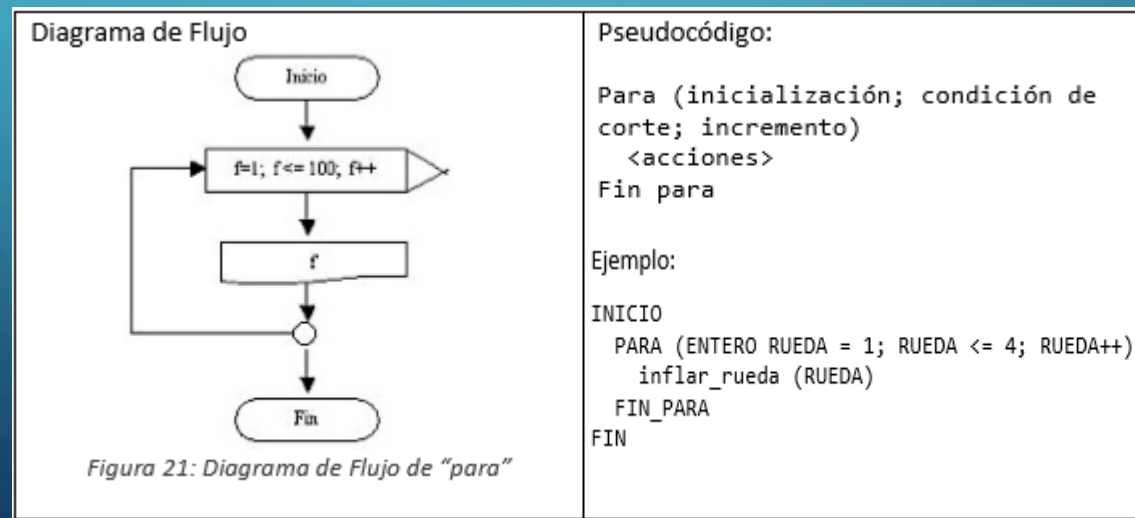 Diagrama de Flujo
Inicio
f=1; f<= 100; f++
f
Fin
Figura 21: Diagrama de Flujo de “para”
Pseudocódigo:
Para (inicialización; condición de
corte; incremento)
<acciones>
Fin para
Ejemplo:
INICIO
PARA (ENTERO RUEDA = 1; RUEDA <= 4; RUEDA++)
inflar_rueda (RUEDA)
FIN_PARA
FIN